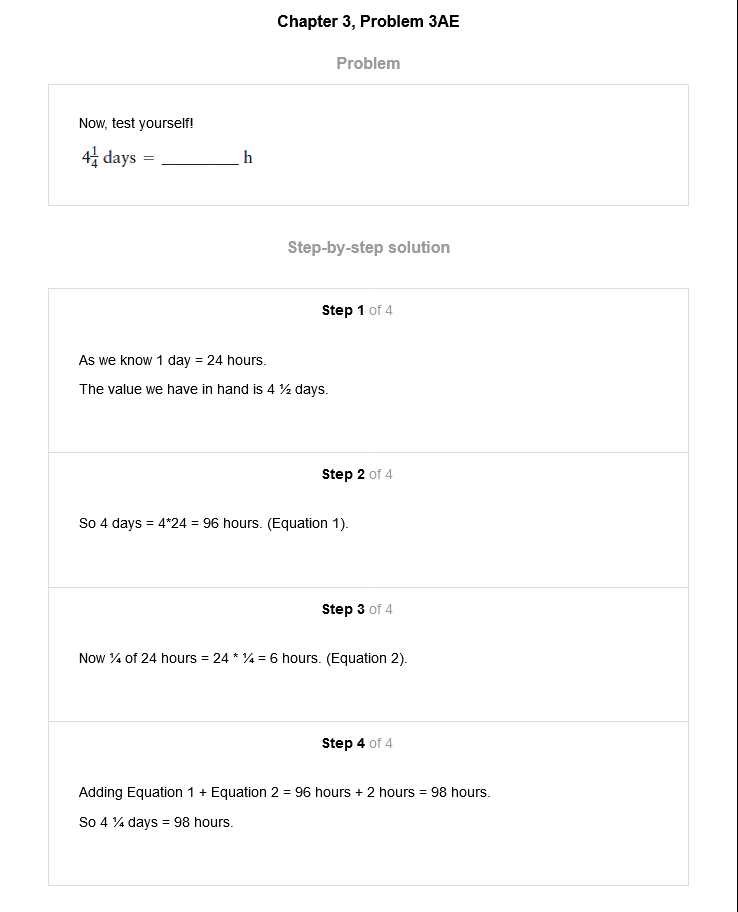 Chapter 3, Problem 3AE
Problem
Now, test yourself!
4¼ days = ________ h
Step-by-step solution
Step 1 of 4
As we know 1 day = 24 hours.
The value we have in hand is 4 ½ days.
Step 2 of 4
So 4 days = 4*24 = 96 hours. (Equation 1).
Step 3 of 4
Now ¼ of 24 hours = 24 * ¼ = 6 hours. (Equation 2).
Step 4 of 4
Adding Equation 1 + Equation 2 = 96 hours + 2 hours = 98 hours.
So 4 ¼ days = 98 hours.